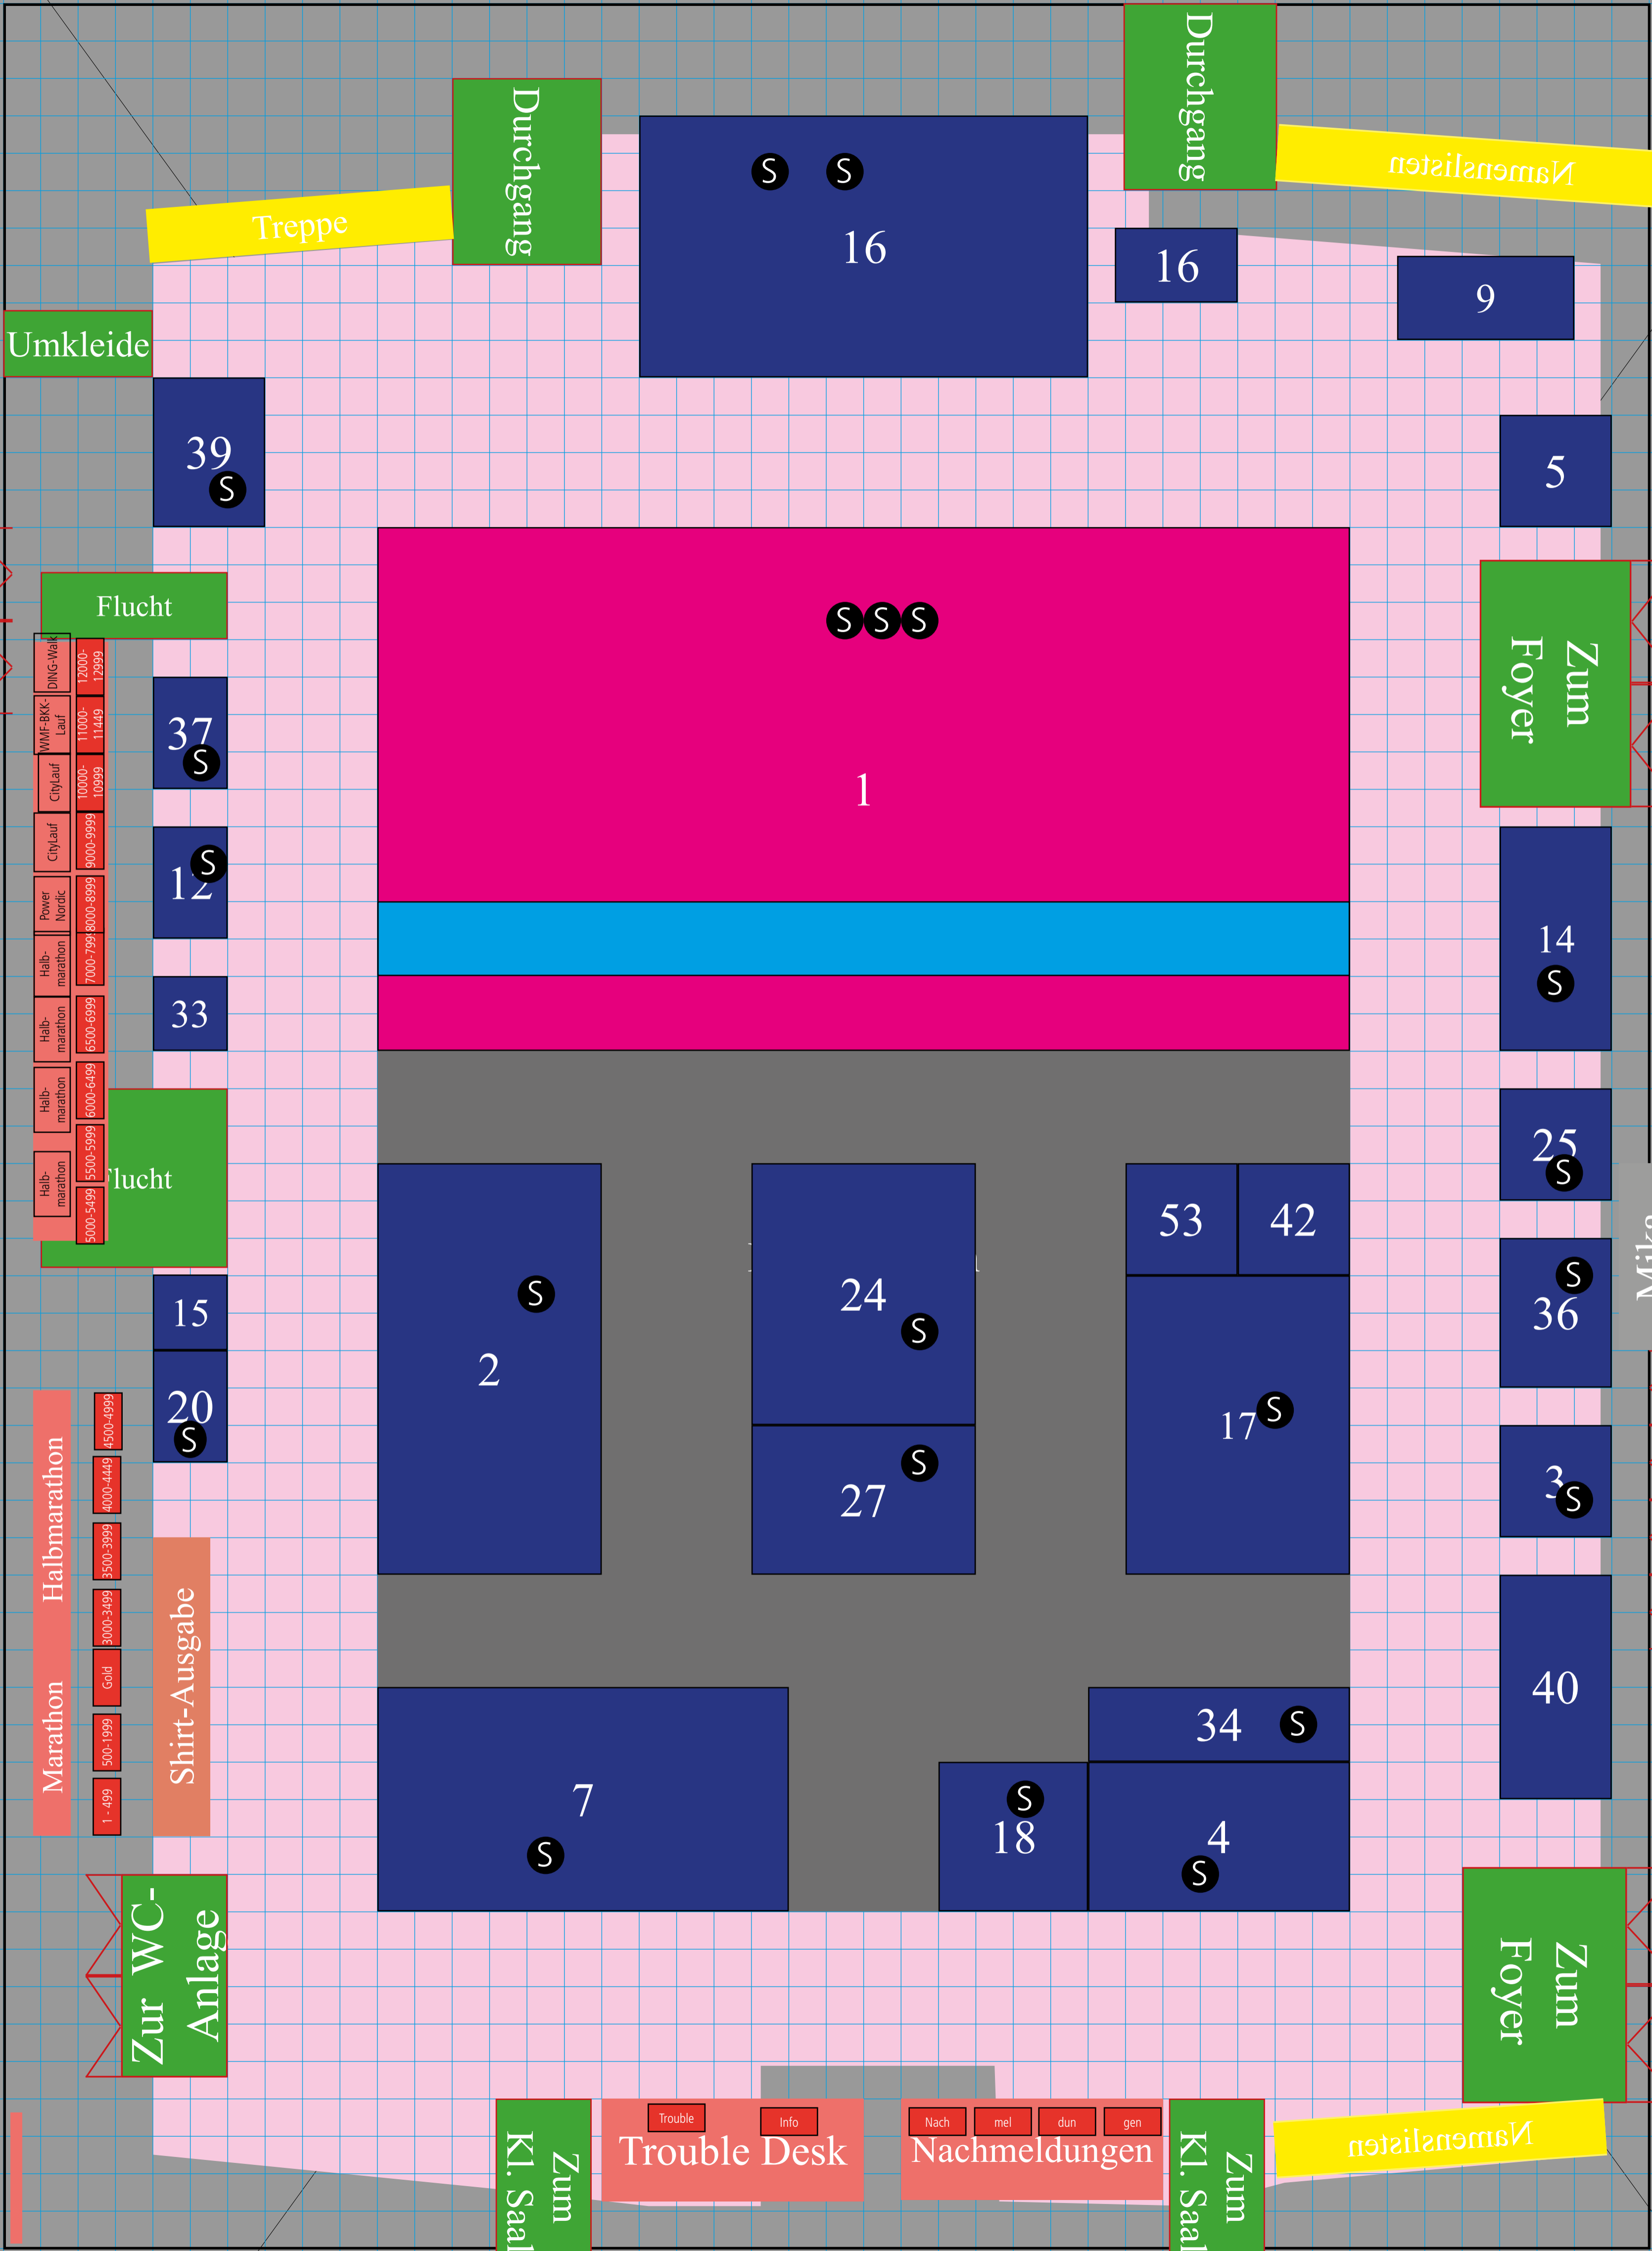 Durchgang
Durchgang
Namenslisten
Treppe
S
S
16
16
9
Umkleide
39
S
5
Flucht
S
S
S
1
Zum
Foyer
DING-Walk
12000-
12999
WMF-BKK-
Lauf
11000-
11449
CityLauf
10000-
10999
CityLauf
9000-9999
Power
Nordic
8000-8999
Halb-
marathon
Halb-
marathon
6500-6999
Halb-
marathon
6000-6499
5500-5999
Halb-
marathon
5000-5499
37
S
12
S
33
14
S
Flucht
25
S
53
42
24
S
36
S
Mika
15
2
S
20
S
17
S
27
S
3
S
Halbmarathon
4500-4999
4000-4449
3500-3999
3000-3499
Marathon
Gold
500-1999
1 - 499
Shirt-Ausgabe
40
7
S
34
S
18
S
4
S
Zur WC-
Anlage
Zum
Foyer
Zum
Kl. Saal
Trouble
Info
Trouble Desk
Nach
mel
dun
gen
Nachmeldungen
Zum
Kl. Saal
Namenslisten